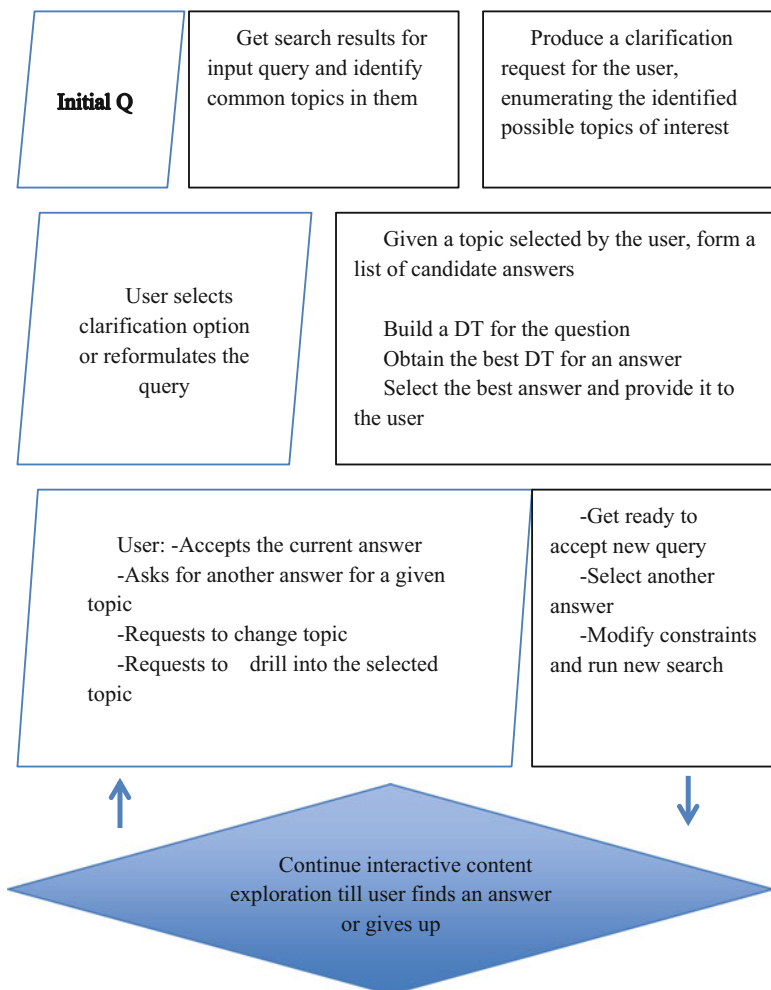 Initial Q
Get search results for
input query and identify
common topics in them
Produce a clarification
request for the user,
enumerating the identified
possible topics of interest
User selects
clarification option
or reformulates the
query
Given a topic selected by the user, form a
list of candidate answers
Build a DT for the question
Obtain the best DT for an answer
Select the best answer and provide it to
the user
User: -Accepts the current answer
-Asks for another answer for a given
topic
-Requests to change topic
-Requests to drill into the selected
topic
-Get ready to
accept new query
-Select another
answer
-Modify constraints
and run new search
Continue interactive content
exploration till user finds an answer
or gives up